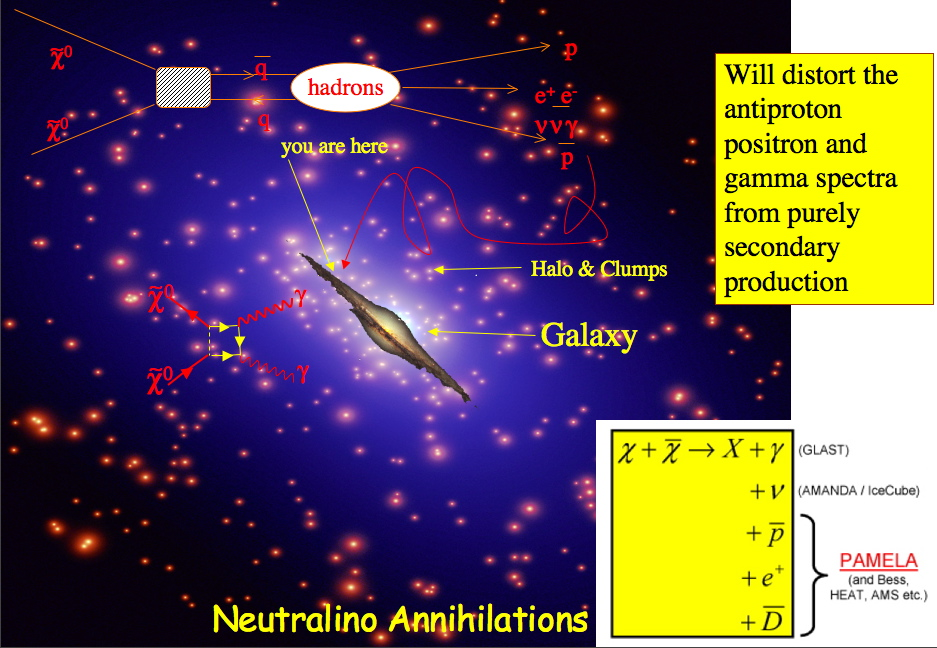 χ̃⁰
q̄
hadrons
p
e⁺ e⁻
χ̃⁰
q
ν ν̄ γ
p̄
you are here
Will distort the
antiproton
positron and
gamma spectra
from purely
secondary
production
Halo & Clumps
χ̃⁰
γ
Galaxy
χ̃⁰
γ
χ + χ̄ → X + γ (GLAST)
+ ν (AMANDA / IceCube)
+ p̄
+ e⁺
+ D̄
PAMELA
(and Bess,
HEAT, AMS etc.)
Neutralino Annihilations